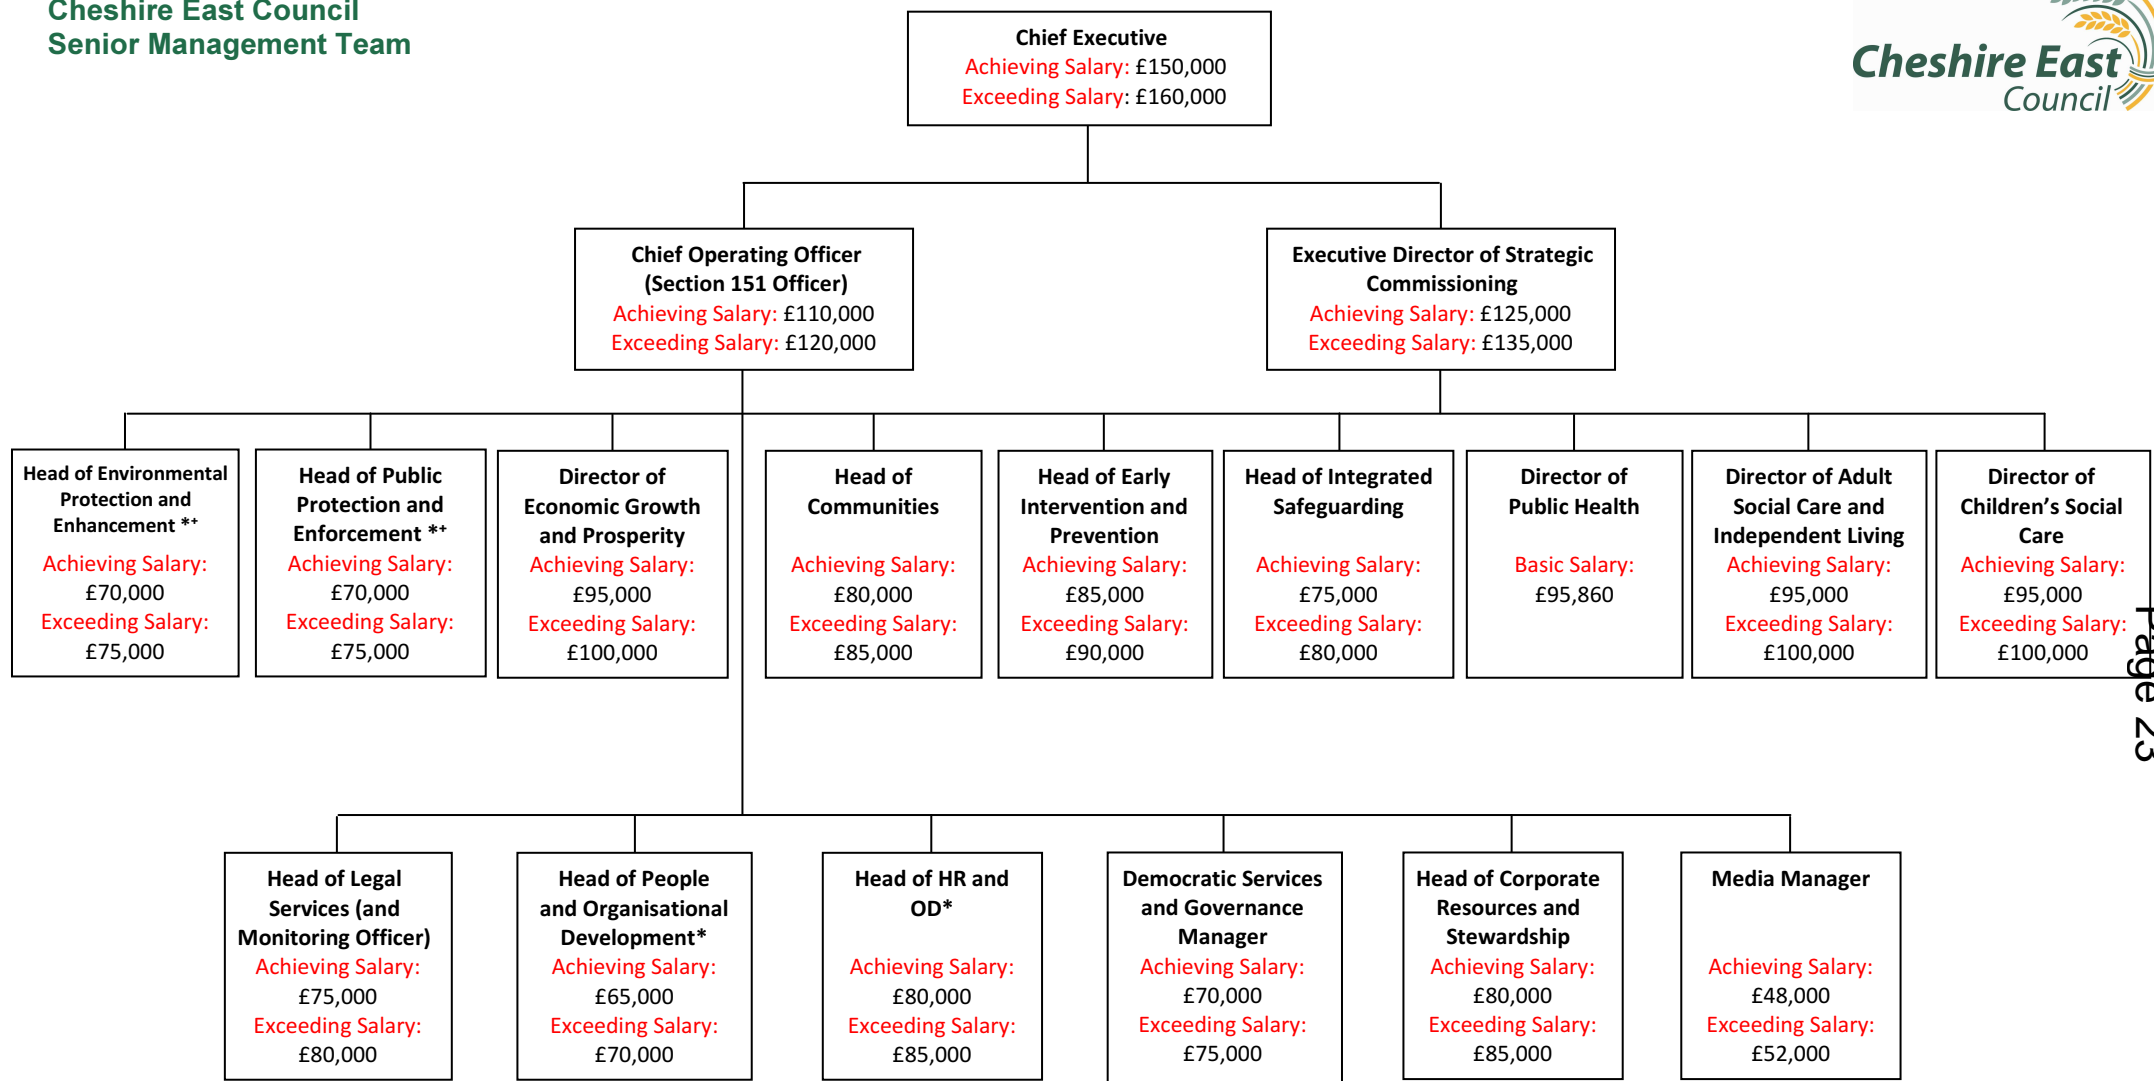 Cheshire East Council
Senior Management Team
Cheshire East
Council
Chief Executive
Achieving Salary: £150,000
Exceeding Salary: £160,000
Chief Operating Officer
(Section 151 Officer)
Achieving Salary: £110,000
Exceeding Salary: £120,000
Executive Director of Strategic
Commissioning
Achieving Salary: £125,000
Exceeding Salary: £135,000
Head of Environmental
Protection and
Enhancement *⁺
Achieving Salary:
£70,000
Exceeding Salary:
£75,000
Head of Public
Protection and
Enforcement *⁺
Achieving Salary:
£70,000
Exceeding Salary:
£75,000
Director of
Economic Growth
and Prosperity
Achieving Salary:
£95,000
Exceeding Salary:
£100,000
Head of
Communities
Achieving Salary:
£80,000
Exceeding Salary:
£85,000
Head of Early
Intervention and
Prevention
Achieving Salary:
£85,000
Exceeding Salary:
£90,000
Head of Integrated
Safeguarding
Achieving Salary:
£75,000
Exceeding Salary:
£80,000
Director of
Public Health
Basic Salary:
£95,860
Director of Adult
Social Care and
Independent Living
Achieving Salary:
£95,000
Exceeding Salary:
£100,000
Director of
Children’s Social
Care
Achieving Salary:
£95,000
Exceeding Salary:
£100,000
Page 23
Head of Legal
Services (and
Monitoring Officer)
Achieving Salary:
£75,000
Exceeding Salary:
£80,000
Head of People
and Organisational
Development*
Achieving Salary:
£65,000
Exceeding Salary:
£70,000
Head of HR and
OD*
Achieving Salary:
£80,000
Exceeding Salary:
£85,000
Democratic Services
and Governance
Manager
Achieving Salary:
£70,000
Exceeding Salary:
£75,000
Head of Corporate
Resources and
Stewardship
Achieving Salary:
£80,000
Exceeding Salary:
£85,000
Media Manager
Achieving Salary:
£48,000
Exceeding Salary:
£52,000